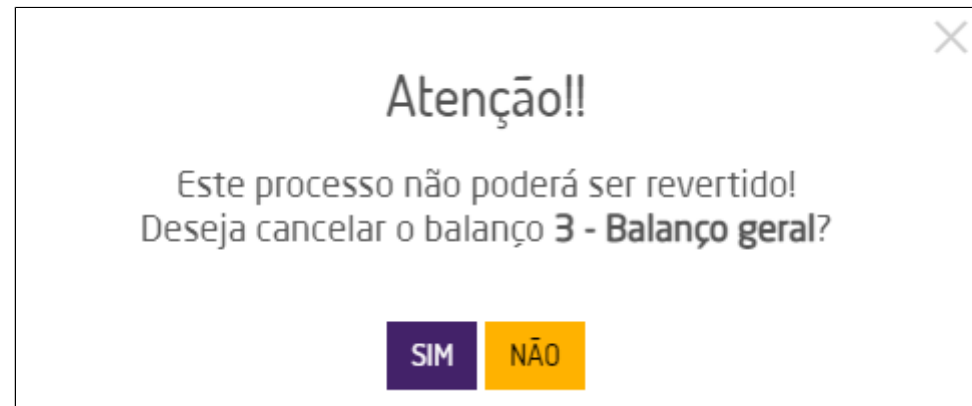 Atenção!!
Este processo não poderá ser revertido!
Deseja cancelar o balanço 3 - Balanço geral?
SIM NÃO